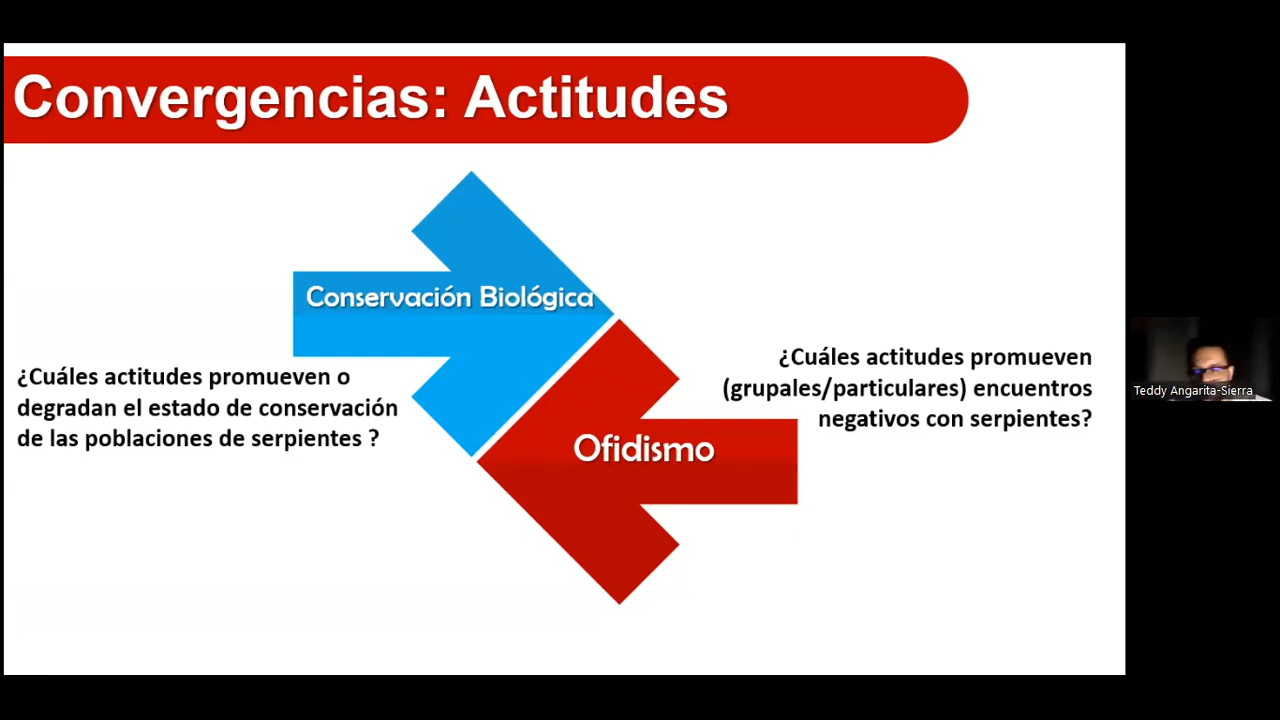 Convergencias: Actitudes
Conservación Biológica
¿Cuáles actitudes promueven o
degradan el estado de conservación
de las poblaciones de serpientes ?
¿Cuáles actitudes promueven
(grupales/particulares) encuentros
negativos con serpientes?
Ofidismo
Teddy Angarita-Sierra